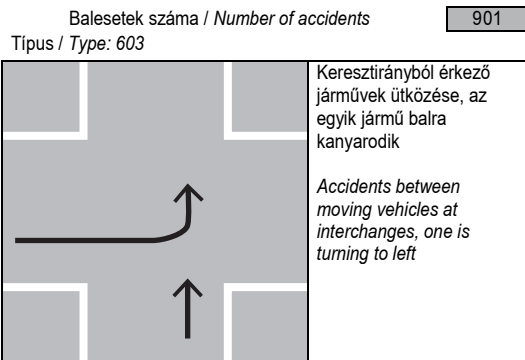 Balesetek száma / Number of accidents 901
Típus / Type: 603
Keresztirányból érkező
járművek ütközése, az
egyik jármű balra
kanyarodik
Accidents between
moving vehicles at
interchanges, one is
turning to left